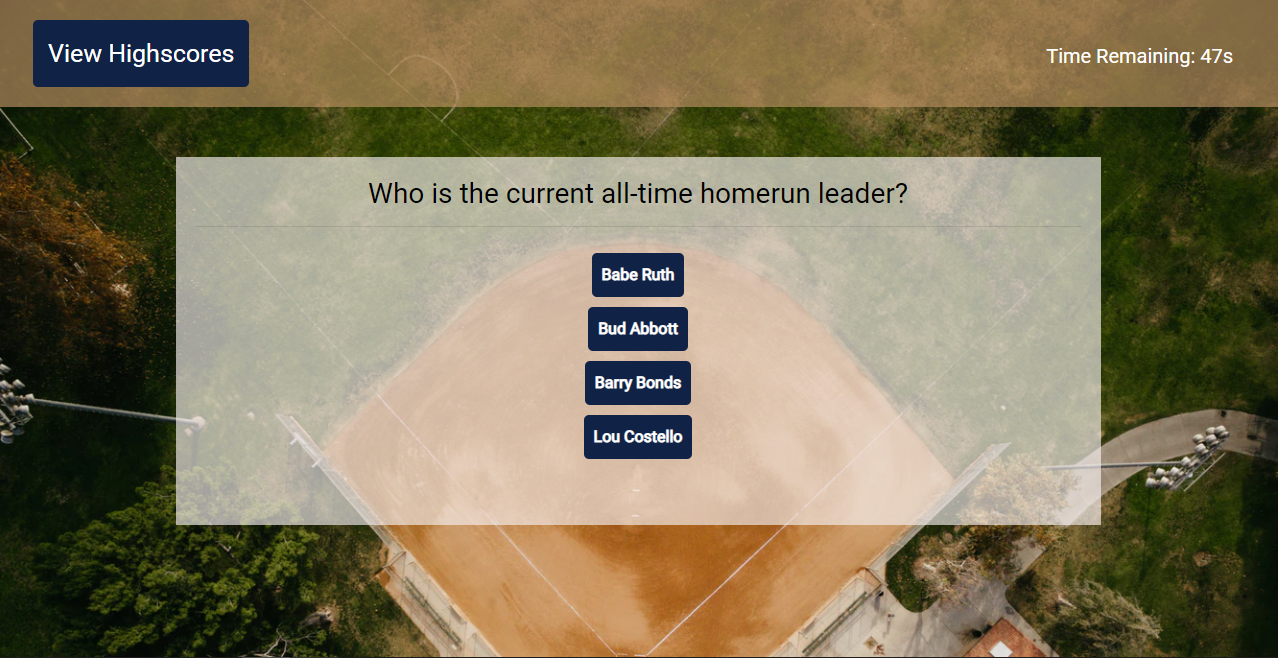 View Highscores
Time Remaining: 47s
Who is the current all-time homerun leader?
Babe Ruth
Bud Abbott
Barry Bonds
Lou Costello